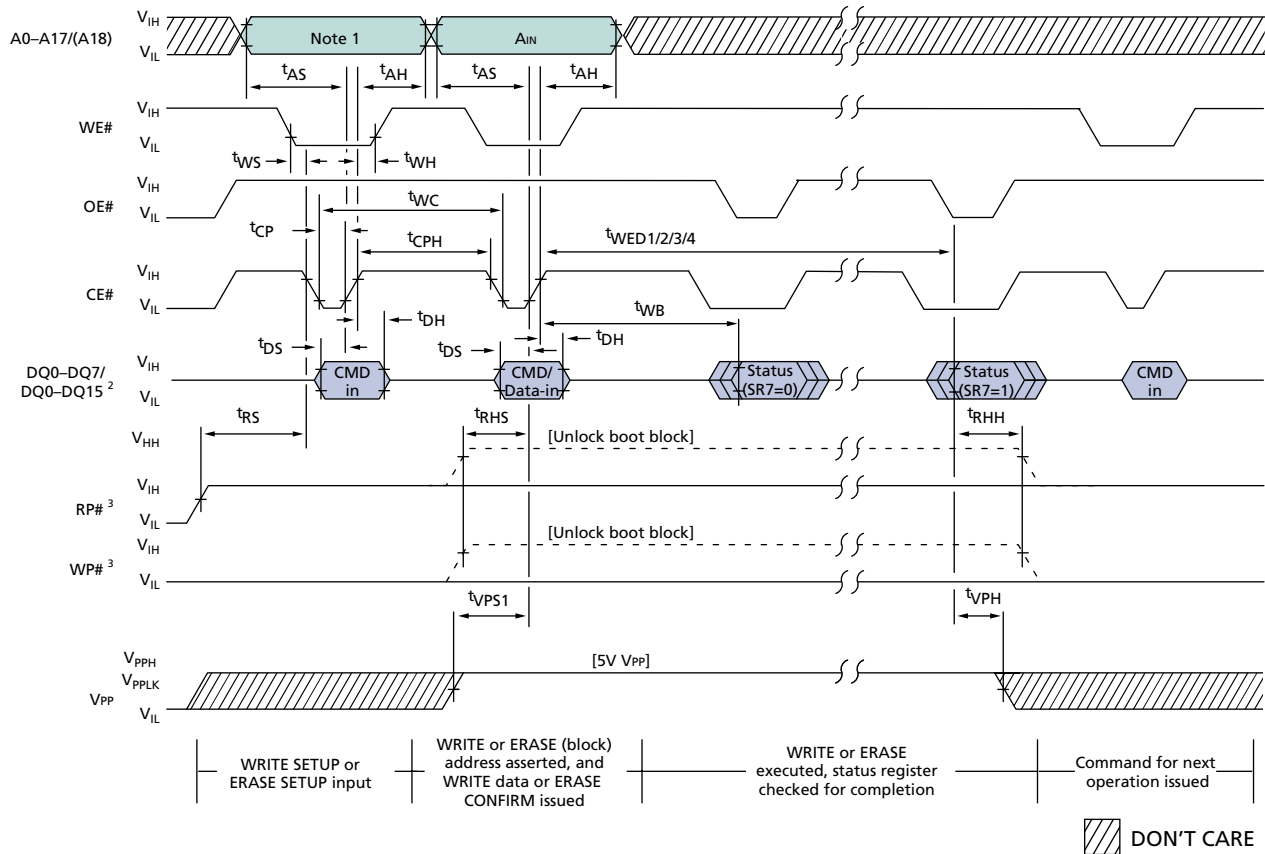 A0–A17/(A18)
VIH
VIL
Note 1
AIN
tAS
tAH
tAS
tAH
WE#
VIH
VIL
tWS
tWH
OE#
VIH
VIL
tWC
tCP
tCPH
tWED1/2/3/4
CE#
VIH
VIL
tWB
tDH
tDS
tDS
tDH
DQ0–DQ7/
DQ0–DQ15 2
VIH
VIL
CMD
in
CMD/
Data-in
Status
(SR7=0)
Status
(SR7=1)
CMD
in
tRS
tRHS
tRHH
VHH
[Unlock boot block]
RP# 3
VIH
VIL
[Unlock boot block]
WP# 3
VIH
VIL
tVPS1
tVPH
VPP
VPPH
VPPLK
VIL
[5V VPP]
WRITE SETUP or
ERASE SETUP input
WRITE or ERASE (block)
address asserted, and
WRITE data or ERASE
CONFIRM issued
WRITE or ERASE
executed, status register
checked for completion
Command for next
operation issued
DON'T CARE